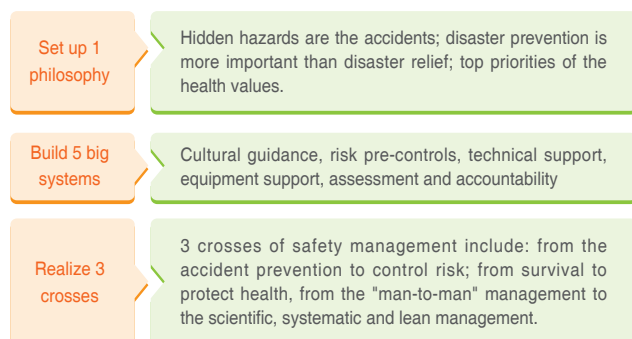 Set up 1
philosophy
Hidden hazards are the accidents; disaster prevention is
more important than disaster relief; top priorities of the
health values.
Build 5 big
systems
Cultural guidance, risk pre-controls, technical support,
equipment support, assessment and accountability
Realize 3
crosses
3 crosses of safety management include: from the
accident prevention to control risk; from survival to
protect health, from the "man-to-man" management to
the scientific, systematic and lean management.